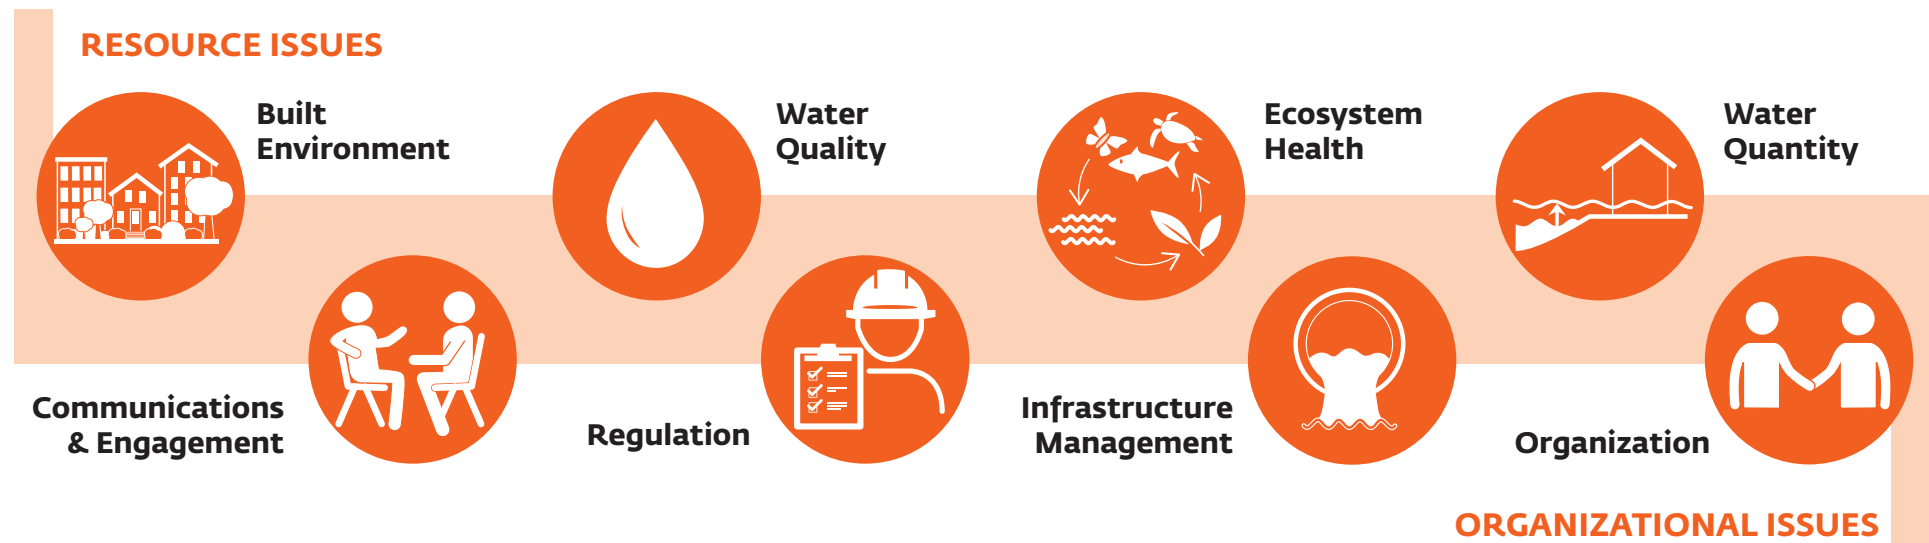 RESOURCE ISSUES
Built
Environment
Water
Quality
Ecosystem
Health
Water
Quantity
Communications
& Engagement
Regulation
Infrastructure
Management
Organization
ORGANIZATIONAL ISSUES